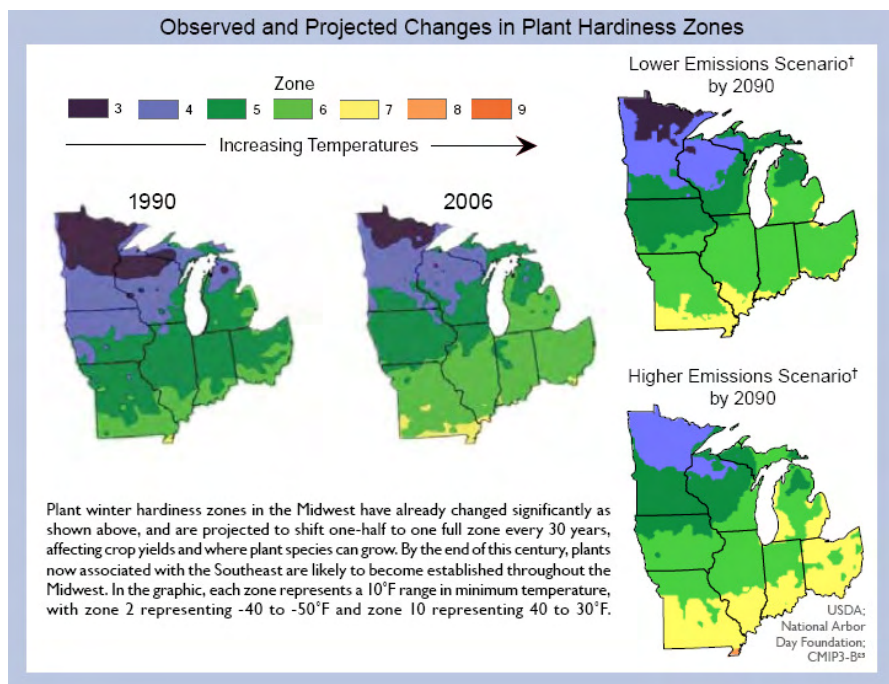 Observed and Projected Changes in Plant Hardiness Zones
Zone
3 4 5 6 7 8 9
Increasing Temperatures
1990
2006
Lower Emissions Scenario†
by 2090
Higher Emissions Scenario†
by 2090
Plant winter hardiness zones in the Midwest have already changed significantly as
shown above, and are projected to shift one-half to one full zone every 30 years,
affecting crop yields and where plant species can grow. By the end of this century, plants
now associated with the Southeast are likely to become established throughout the
Midwest. In the graphic, each zone represents a 10°F range in minimum temperature,
with zone 2 representing -40 to -50°F and zone 10 representing 40 to 30°F.
USDA;
National Arbor
Day Foundation;
CMIP3-B